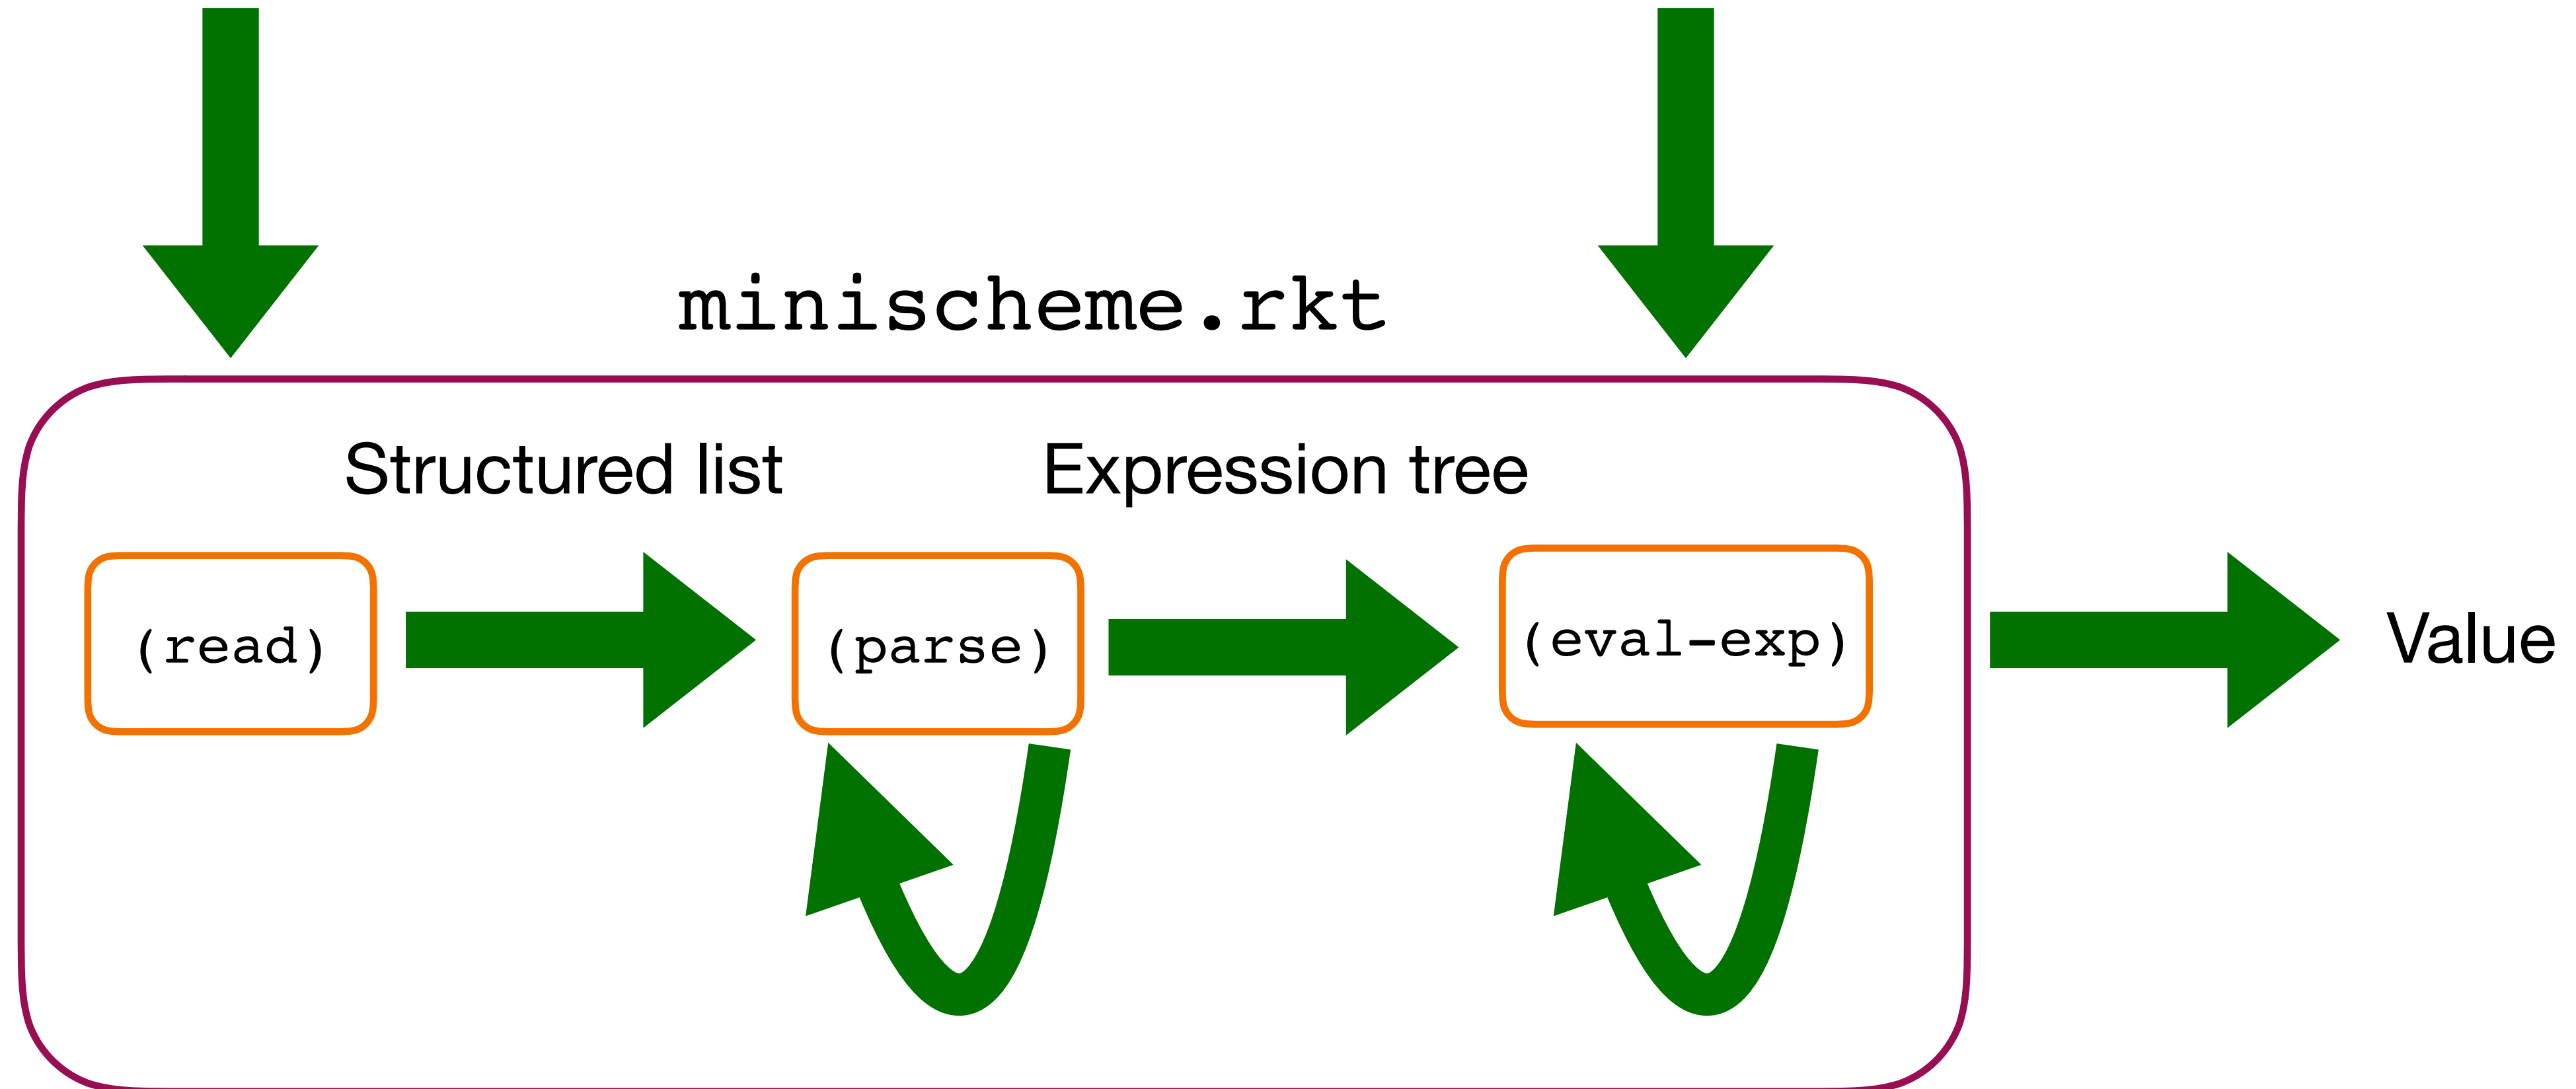 minischeme.rkt
Structured list
Expression tree
(read)
(parse)
(eval-exp)
Value